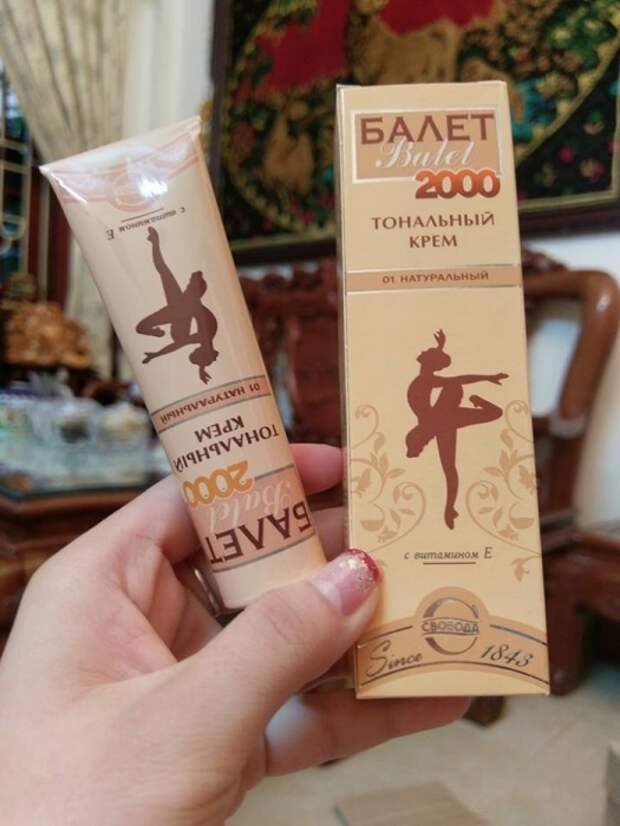 БАЛЕТ
Balet
2000
ТОНАЛЬНЫЙ
КРЕМ
01 НАТУРАЛЬНЫЙ
с витамином Е
СВОБОДА
Since 1843
БАЛЕТ
Balet
2000
ТОНАЛЬНЫЙ
КРЕМ
01 НАТУРАЛЬНЫЙ
с витамином Е